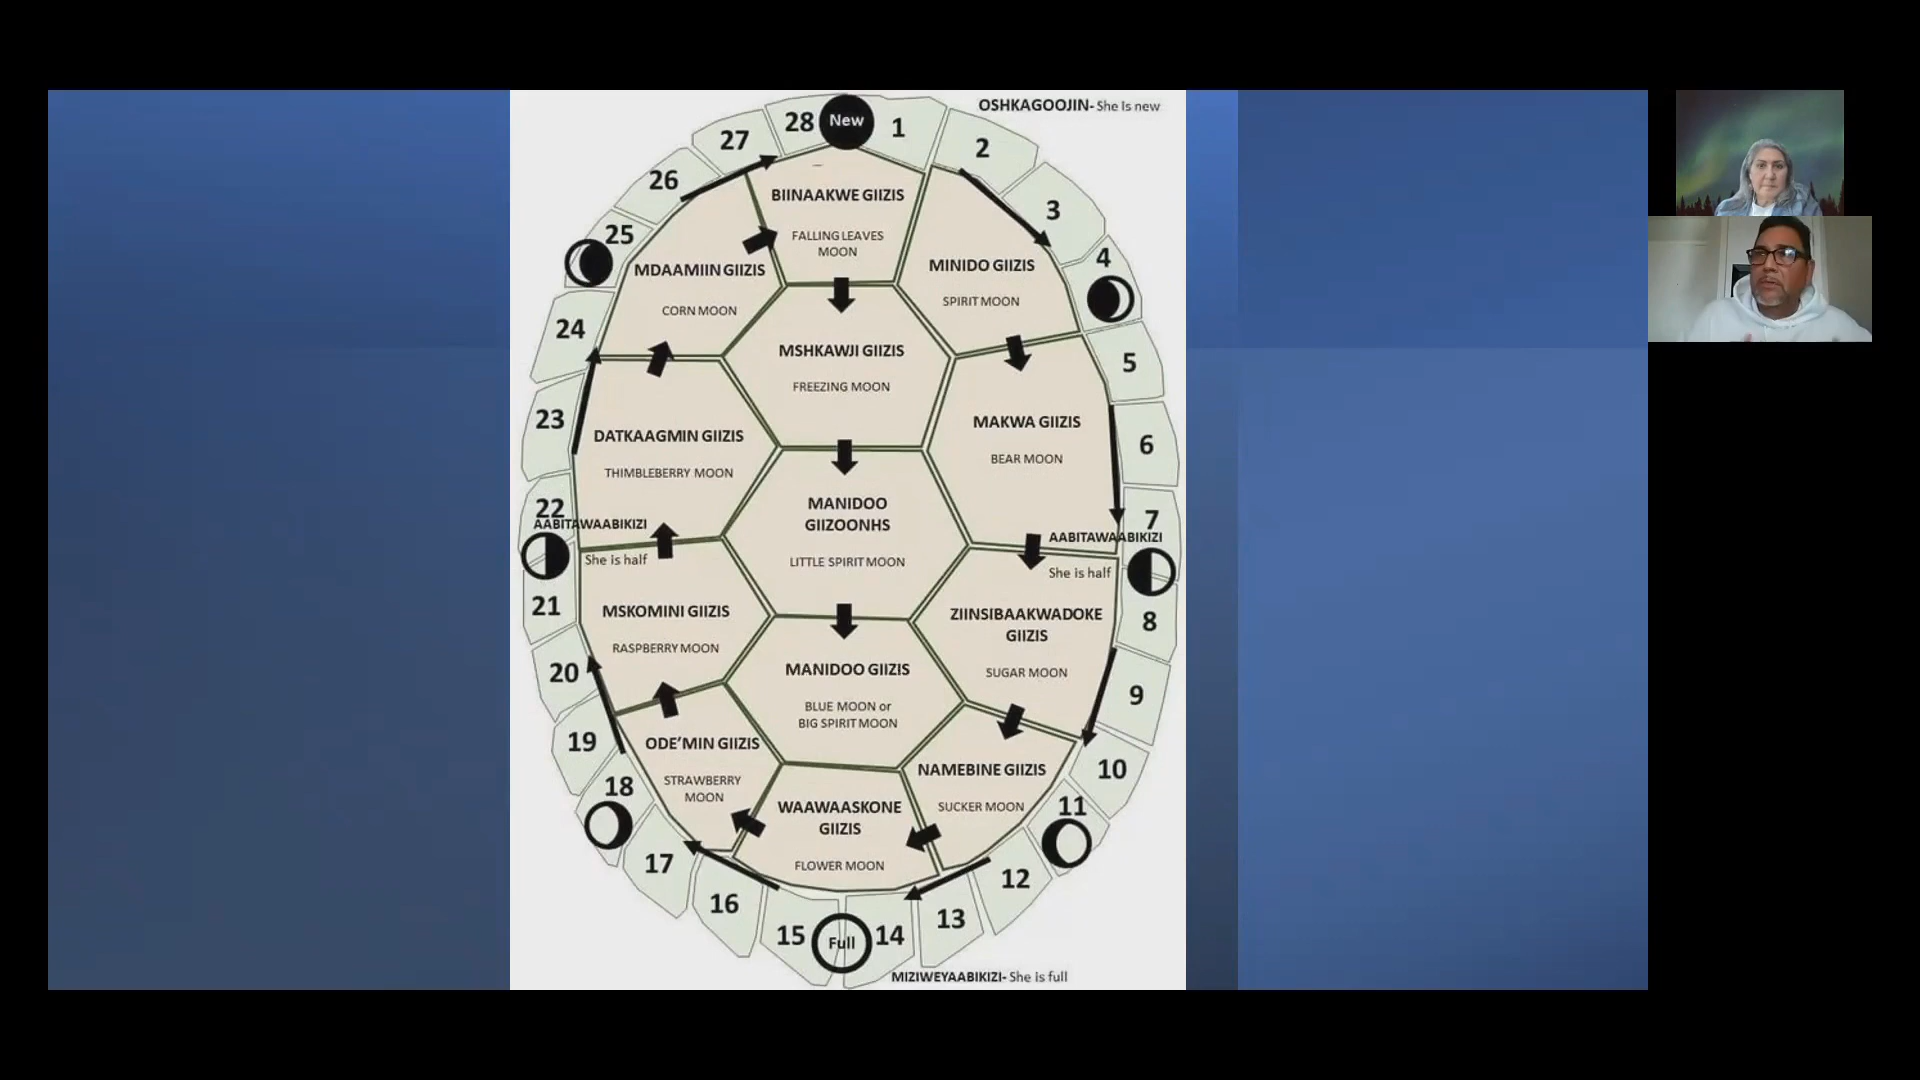 OSHKAGOOJIN- She Is new
28
New
1
27
2
26
3
25
4
24
5
23
6
22
7
21
8
20
9
19
10
18
11
17
12
16
13
15
Full
14
BIINAAKWE GIIZIS
FALLING LEAVES
MOON
MINIDO GIIZIS
SPIRIT MOON
MDAAMIIN GIIZIS
CORN MOON
MSHKAWJI GIIZIS
FREEZING MOON
MAKWA GIIZIS
BEAR MOON
DATKAAGMIN GIIZIS
THIMBLEBERRY MOON
MANIDOO
GIIZOONHS
LITTLE SPIRIT MOON
AABITAWAABIKIZI
She is half
AABITAWAABIKIZI
She is half
MSKOMINI GIIZIS
RASPBERRY MOON
ZIINSIBAAKWADOKE
GIIZIS
SUGAR MOON
MANIDOO GIIZIS
BLUE MOON or
BIG SPIRIT MOON
ODE’MIN GIIZIS
STRAWBERRY
MOON
NAMEBINE GIIZIS
SUCKER MOON
WAAWAASKONE
GIIZIS
FLOWER MOON
MIZIWEYAABIKIZI- She is full